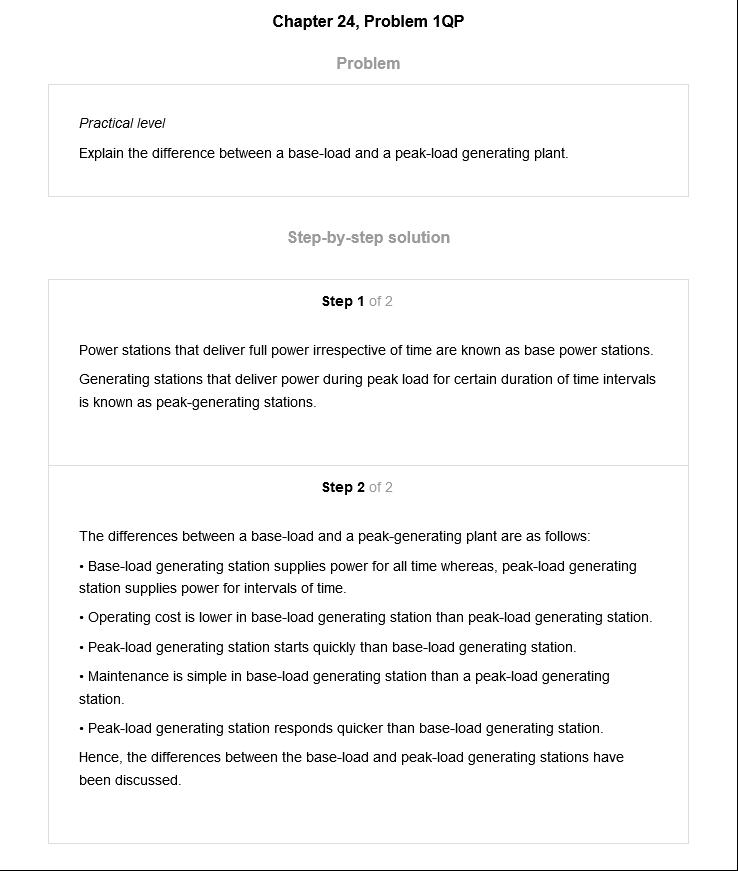 Chapter 24, Problem 1QP
Problem
Practical level
Explain the difference between a base-load and a peak-load generating plant.
Step-by-step solution
Step 1 of 2
Power stations that deliver full power irrespective of time are known as base power stations.
Generating stations that deliver power during peak load for certain duration of time intervals
is known as peak-generating stations.
Step 2 of 2
The differences between a base-load and a peak-generating plant are as follows:
• Base-load generating station supplies power for all time whereas, peak-load generating
station supplies power for intervals of time.
• Operating cost is lower in base-load generating station than peak-load generating station.
• Peak-load generating station starts quickly than base-load generating station.
• Maintenance is simple in base-load generating station than a peak-load generating
station.
• Peak-load generating station responds quicker than base-load generating station.
Hence, the differences between the base-load and peak-load generating stations have
been discussed.